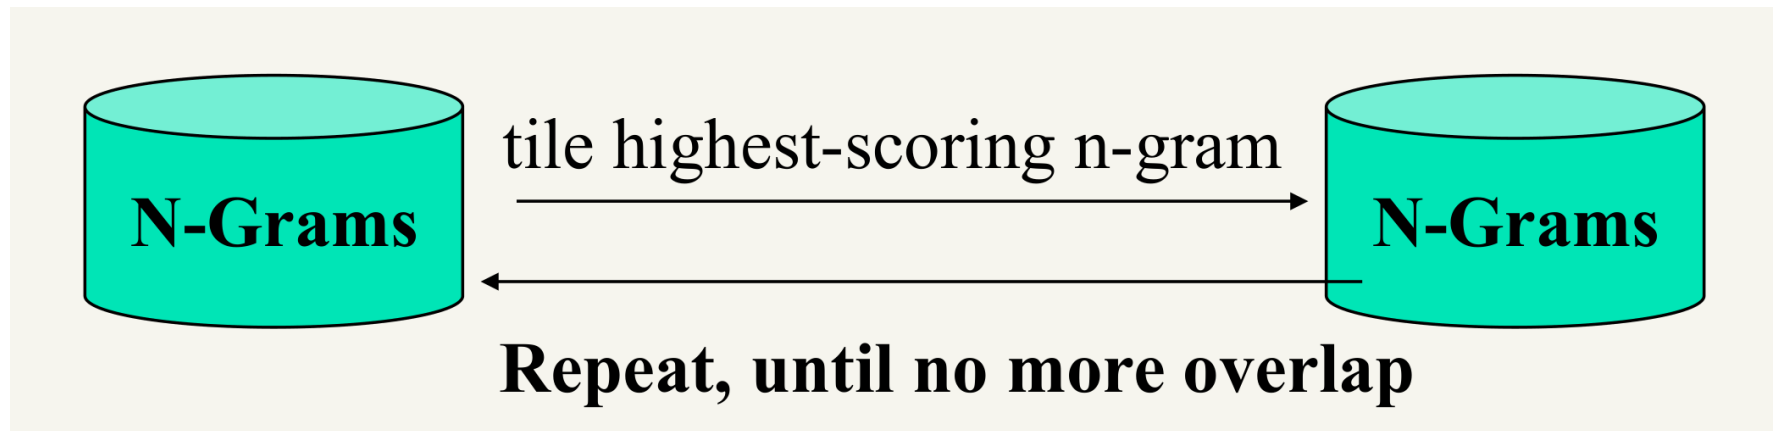 tile highest-scoring n-gram
N-Grams
N-Grams
Repeat, until no more overlap